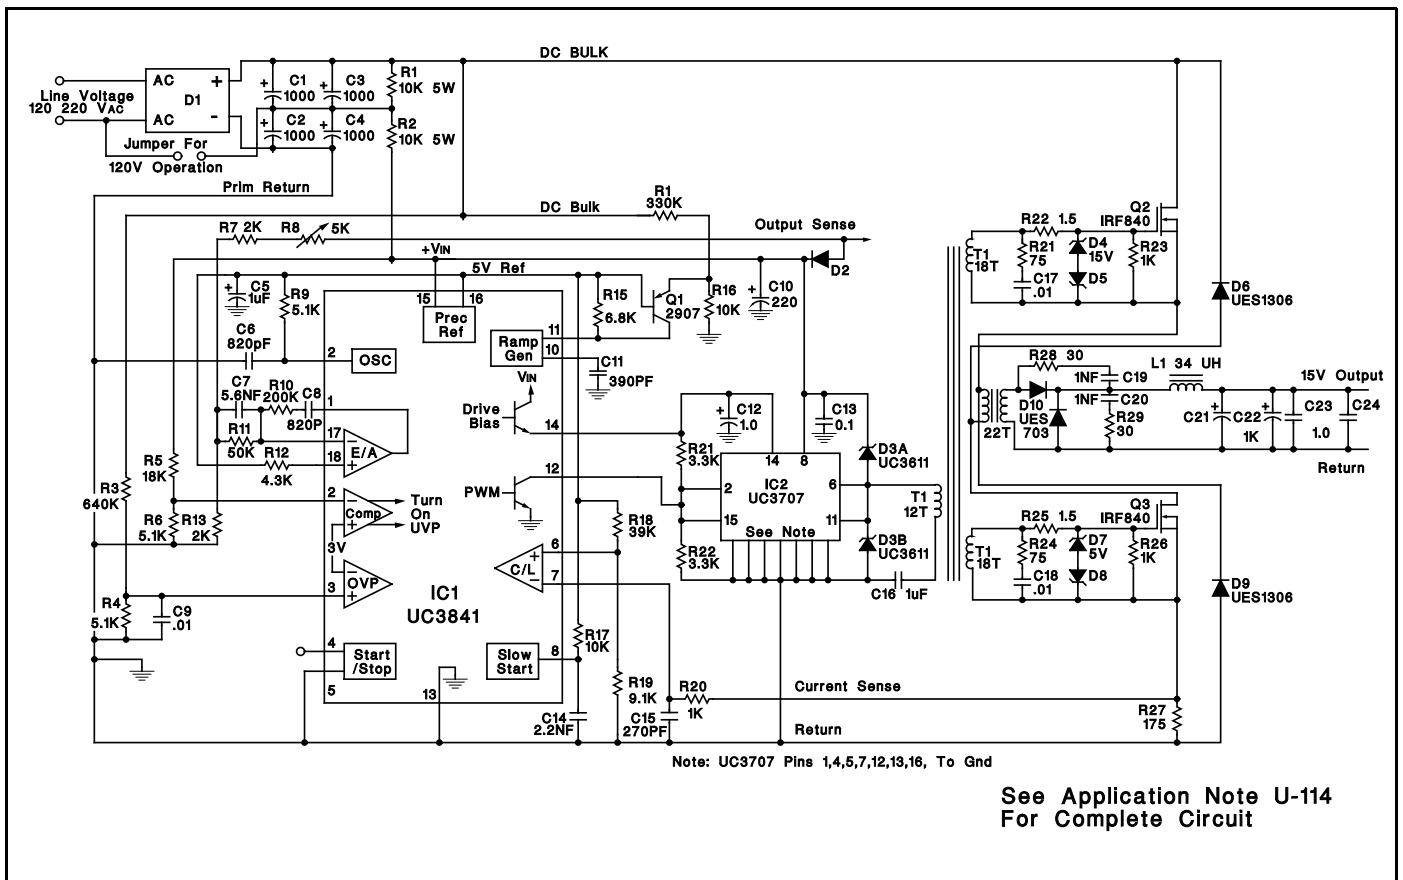 DC BULK
AC
+
D1
AC
-
Line Voltage
120 220 VAC
Jumper For
120V Operation
Prim Return
+ C1
1000
+ C3
1000
+ C2
1000
+ C4
1000
R1
10K 5W
R2
10K 5W
DC Bulk
R1
330K
Output Sense
R7 2K
R8
5K
+VIN
5V Ref
D2
+ C5
1uF
R9
5.1K
C6
820pF
15
16
Prec
Ref
R15
6.8K
Q1
2907
R16
10K
+ C10
220
2
OSC
11
Ramp
Gen
10
C11
390PF
C7
5.6NF
R10
200K
C8
820P
1
R11
50K
17
18
−
E/A
+
R12
4.3K
VIN
Drive
Bias
14
PWM
12
R5
18K
R3
640K
R6
5.1K
R13
2K
2
−
Comp
+
Turn
On
UVP
3V
−
OVP
+
3
R4
5.1K
C9
.01
IC1
UC3841
6
+
C/L
−
7
R18
39K
4
Start
/Stop
5
13
Slow
Start
8
R17
10K
C14
2.2NF
R19
9.1K
C15
270PF
R20
1K
Current Sense
Return
+ C12
1.0
C13
0.1
R21
3.3K
R22
3.3K
14
8
2
IC2
UC3707
6
15
11
See Note
D3A
UC3611
D3B
UC3611
C16
1uF
T1
12T
T1
18T
R22 1.5
R21
75
C17
.01
D4
15V
D5
R23
1K
Q2
IRF840
D6
UES1306
R28 30
1NF
C19
1NF
C20
D10
UES
703
R29
30
22T
L1 34 UH
15V Output
C21
+
C22
1K
+
C23
1.0
C24
Return
T1
18T
R25 1.5
R24
75
C18
.01
D7
5V
D8
R26
1K
Q3
IRF840
D9
UES1306
R27
175
Note: UC3707 Pins 1,4,5,7,12,13,16, To Gnd
See Application Note U-114
For Complete Circuit